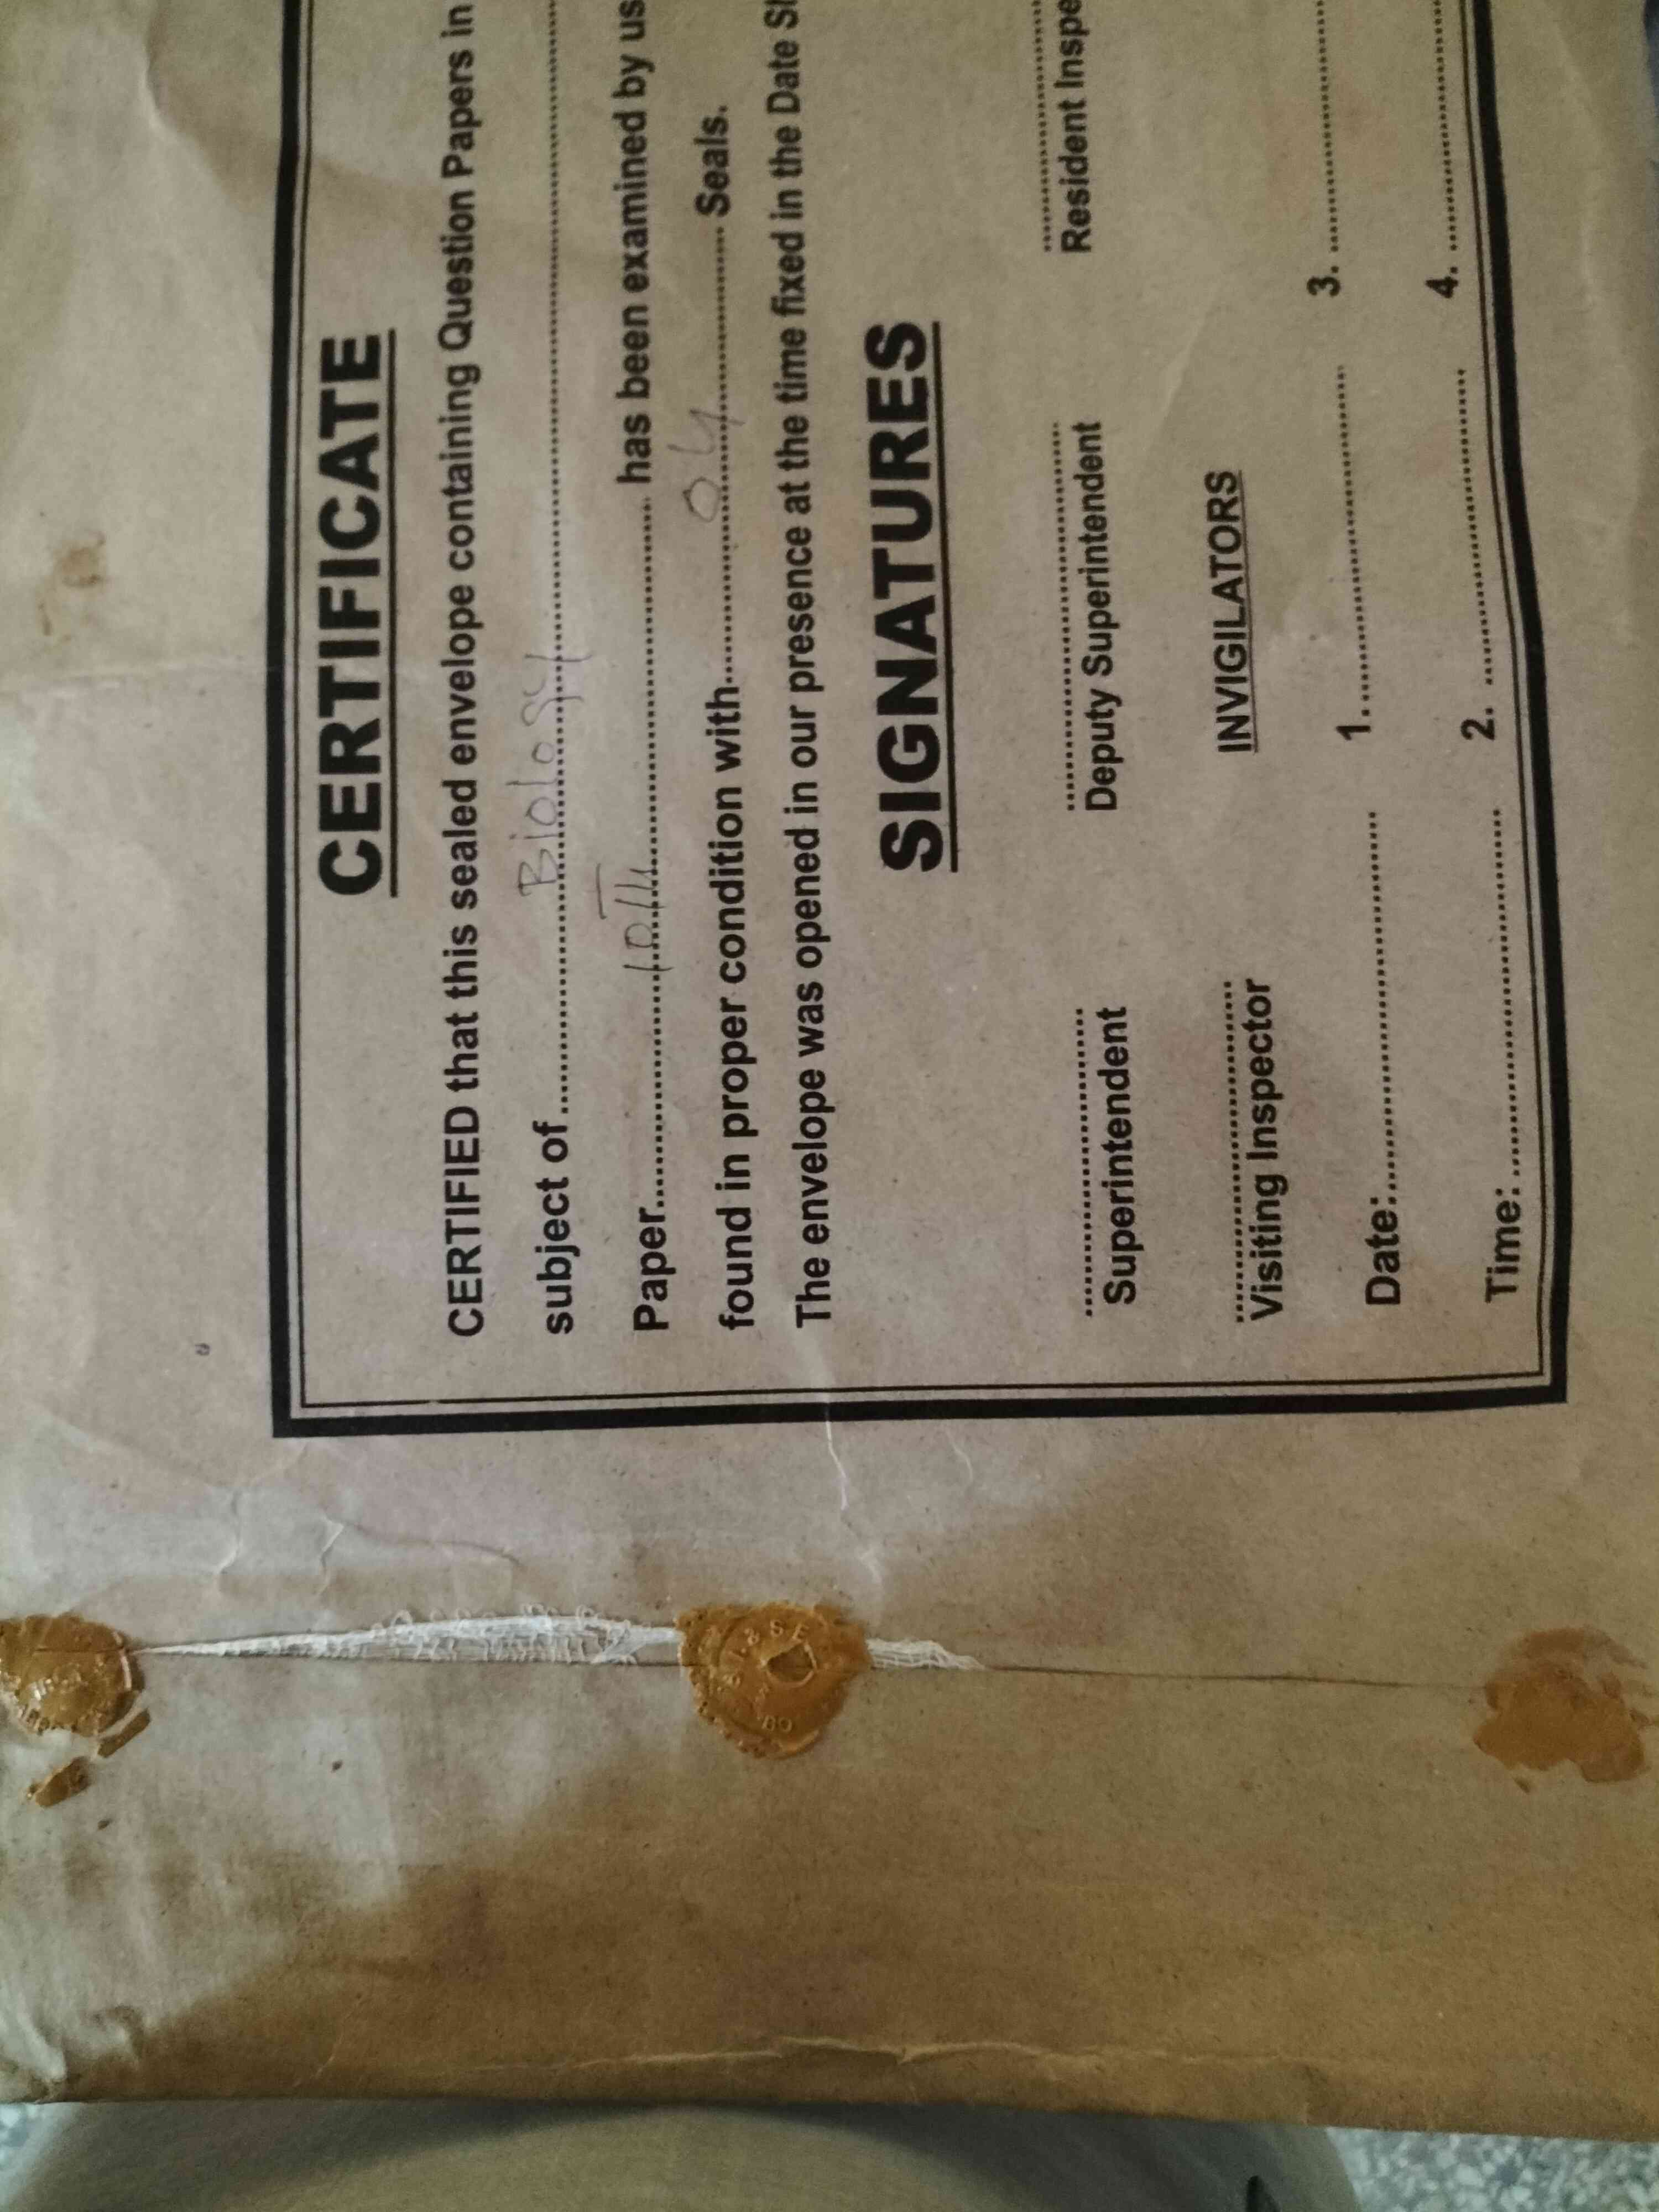 CERTIFICATE
CERTIFIED that this sealed envelope containing Question Papers in
subject of.......... Biology ..........
Paper.......... 10th .......... has been examined by us
found in proper condition with.......... 04 .......... Seals.
The envelope was opened in our presence at the time fixed in the Date
SIGNATURES
Superintendent
Deputy Superintendent
Resident
Visiting Inspector
INVIGILATORS
Date:..........
1...........
3. ..........
Time:..........
2. ..........
4. ..........